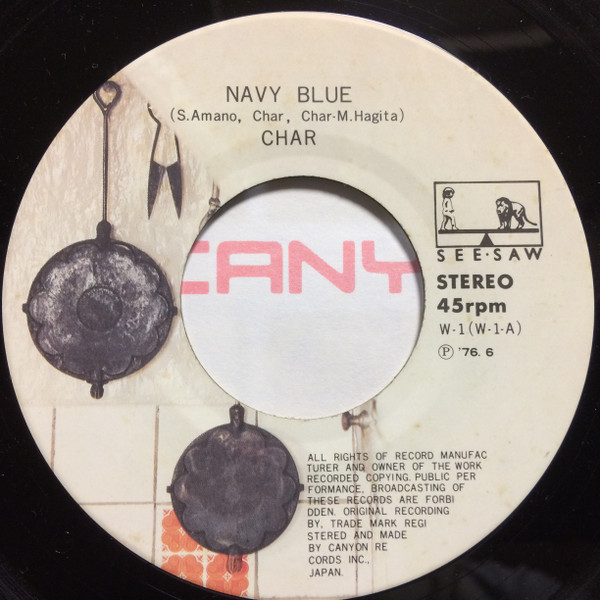 NAVY BLUE
(S.Amano, Char, Char-M.Hagita)
CHAR
SEE·SAW
STEREO
45rpm
W-1(W-1-A)
Ⓟ '76. 6
CANY
ALL RIGHTS OF RECORD MANUFAC
TURER AND OWNER OF THE WORK
RECORDED COPYING. PUBLIC PER
FORMANCE, BROADCASTING OF
THESE RECORDS ARE FORBI
DDEN. ORIGINAL RECORDING
BY, TRADE MARK REGI
STERED AND MADE
BY CANYON RE
CORDS INC.,
JAPAN.